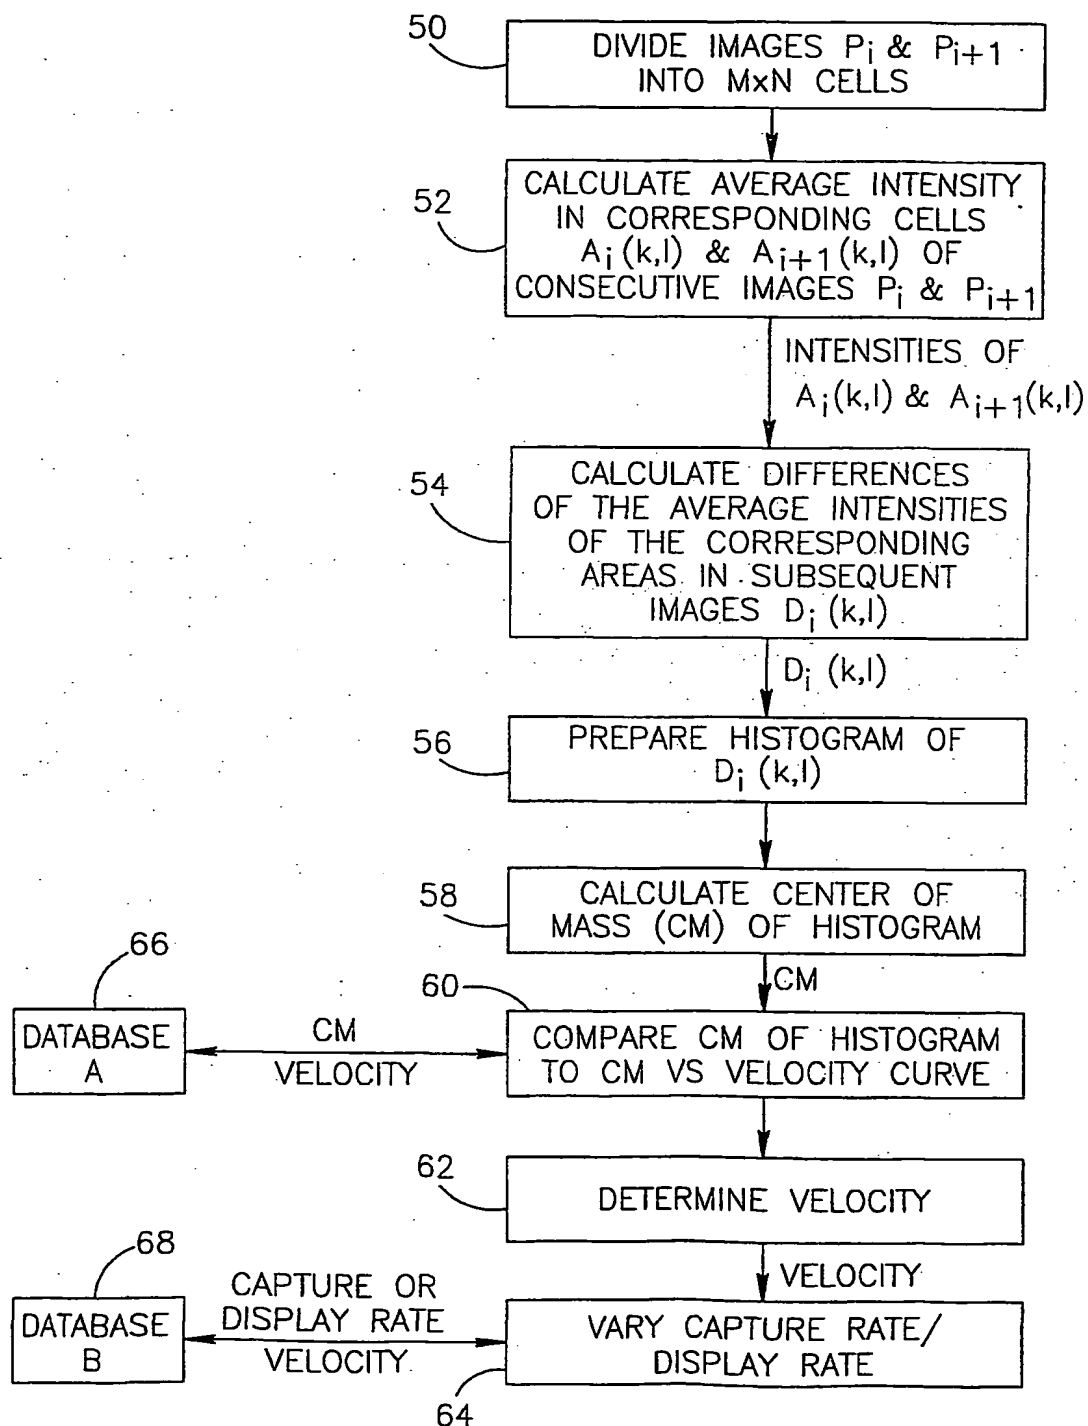 50
DIVIDE IMAGES Pi & Pi+1
INTO MxN CELLS
52
CALCULATE AVERAGE INTENSITY
IN CORRESPONDING CELLS
Ai(k,l) & Ai+1(k,l) OF
CONSECUTIVE IMAGES Pi & Pi+1
INTENSITIES OF
Ai(k,l) & Ai+1(k,l)
54
CALCULATE DIFFERENCES
OF THE AVERAGE INTENSITIES
OF THE CORRESPONDING
AREAS IN SUBSEQUENT
IMAGES Di (k,l)
Di (k,l)
56
PREPARE HISTOGRAM OF
Di (k,l)
58
CALCULATE CENTER OF
MASS (CM) OF HISTOGRAM
CM
66
DATABASE
A
CM
VELOCITY
60
COMPARE CM OF HISTOGRAM
TO CM VS VELOCITY CURVE
62
DETERMINE VELOCITY
VELOCITY
68
DATABASE
B
CAPTURE OR
DISPLAY RATE
VELOCITY
VARY CAPTURE RATE/
DISPLAY RATE
64